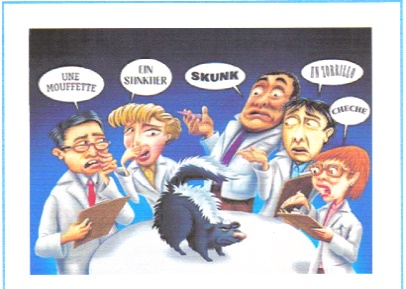 UNE
MOUFFETTE
EIN
STINKTIER
SKUNK
UN ZORRILLO
CHECHE